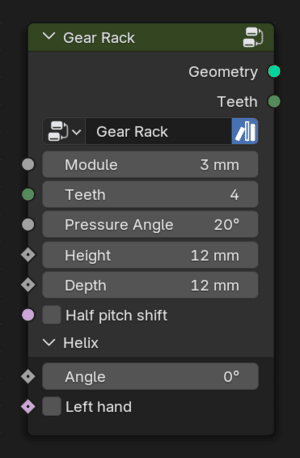 Gear Rack
Geometry
Teeth
Gear Rack
Module 3 mm
Teeth 4
Pressure Angle 20°
Height 12 mm
Depth 12 mm
Half pitch shift
Helix
Angle 0°
Left hand